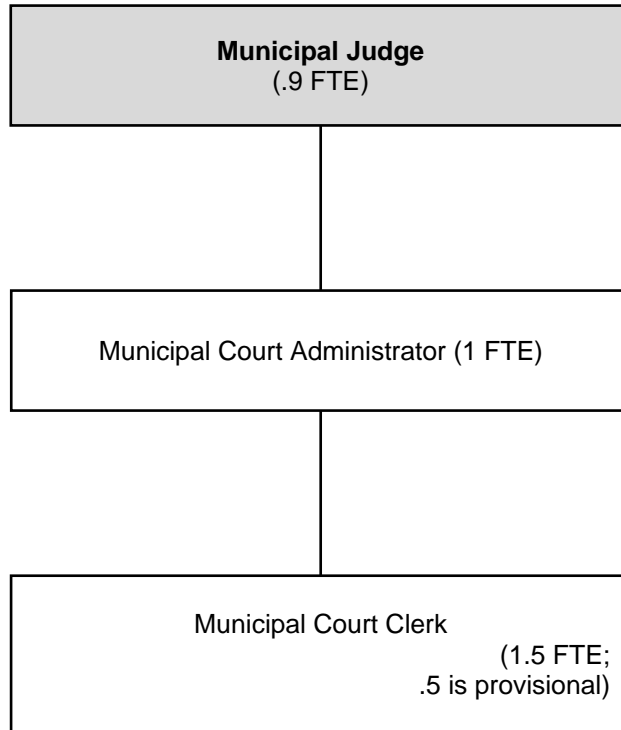 Municipal Judge
(.9 FTE)
Municipal Court Administrator (1 FTE)
Municipal Court Clerk
(1.5 FTE;
.5 is provisional)